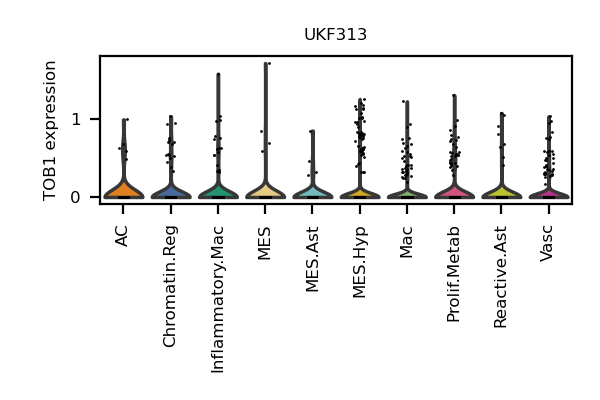 UKF313
TOB1 expression
1
0
AC
Chromatin.Reg
Inflammatory.Mac
MES
MES.Ast
MES.Hyp
Mac
Prolif.Metab
Reactive.Ast
Vasc